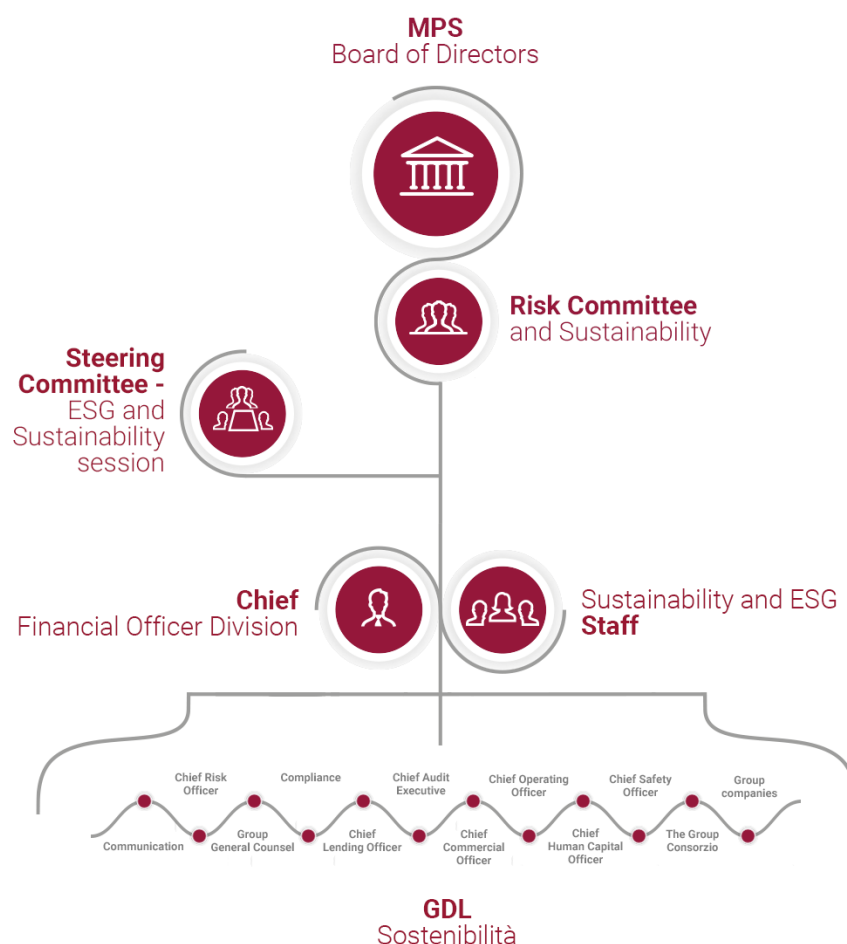 MPS
Board of Directors
Risk Committee
and Sustainability
Steering
Committee -
ESG and
Sustainability
session
Chief
Financial Officer Division
Sustainability and ESG
Staff
Chief Risk
Officer
Compliance
Chief Audit
Executive
Chief Operating
Officer
Chief Safety
Officer
Group
companies
Communication
Group
General Counsel
Chief
Lending Officer
Chief
Commercial
Officer
Chief
Human Capital
Officer
The Group
Consorzio
GDL
Sostenibilità